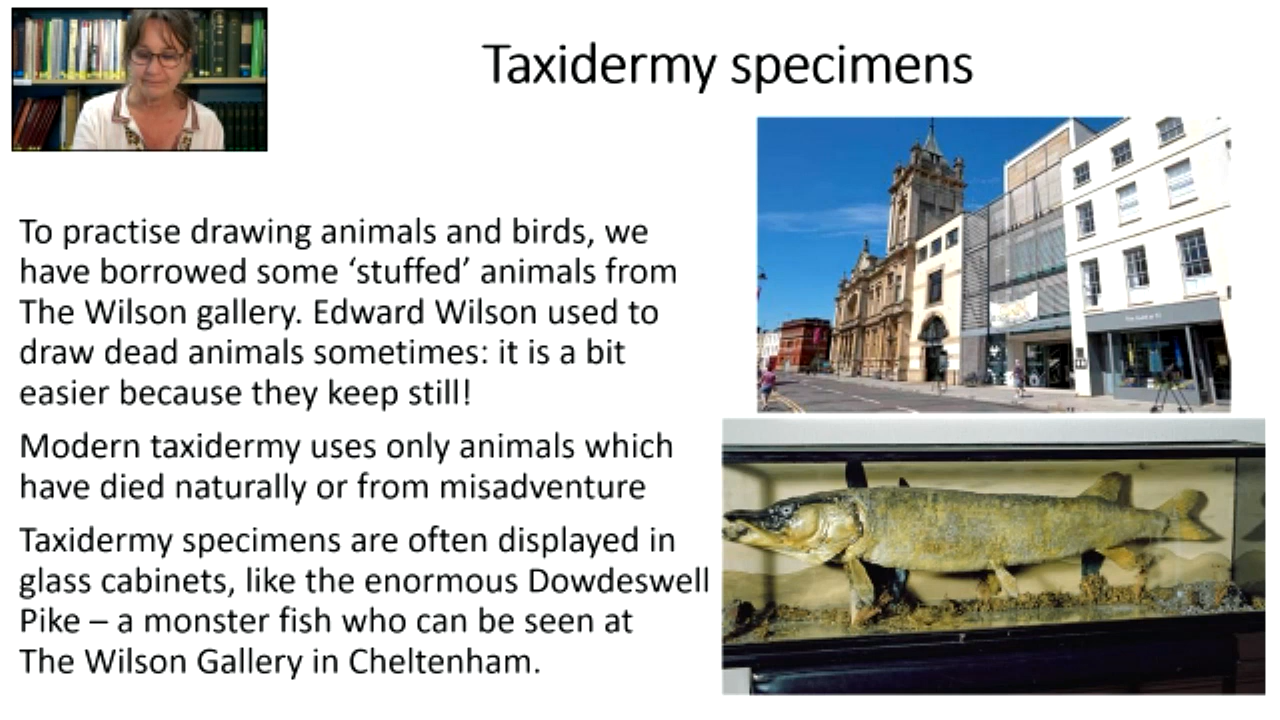 Taxidermy specimens
To practise drawing animals and birds, we
have borrowed some ‘stuffed’ animals from
The Wilson gallery. Edward Wilson used to
draw dead animals sometimes: it is a bit
easier because they keep still!
Modern taxidermy uses only animals which
have died naturally or from misadventure
Taxidermy specimens are often displayed in
glass cabinets, like the enormous Dowdeswell
Pike – a monster fish who can be seen at
The Wilson Gallery in Cheltenham.